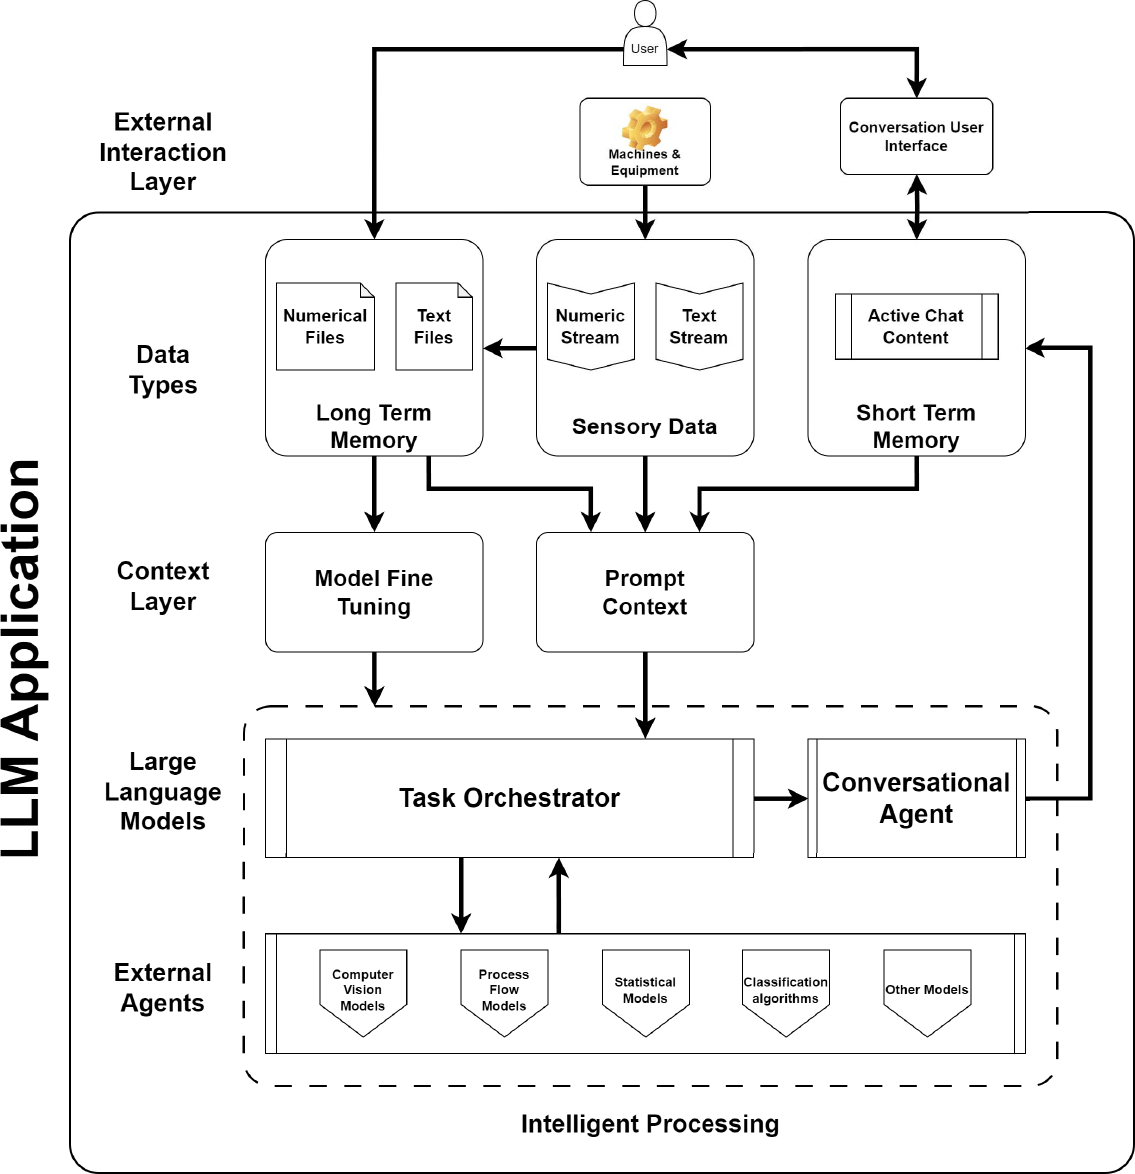 User
External
Interaction
Layer
Machines &
Equipment
Conversation User
Interface
LLM Application
Data
Types
Numerical
Files
Text
Files
Long Term
Memory
Numeric
Stream
Text
Stream
Sensory Data
Active Chat
Content
Short Term
Memory
Context
Layer
Model Fine
Tuning
Prompt
Context
Large
Language
Models
Task Orchestrator
Conversational
Agent
External
Agents
Computer
Vision
Models
Process
Flow
Models
Statistical
Models
Classification
algorithms
Other Models
Intelligent Processing